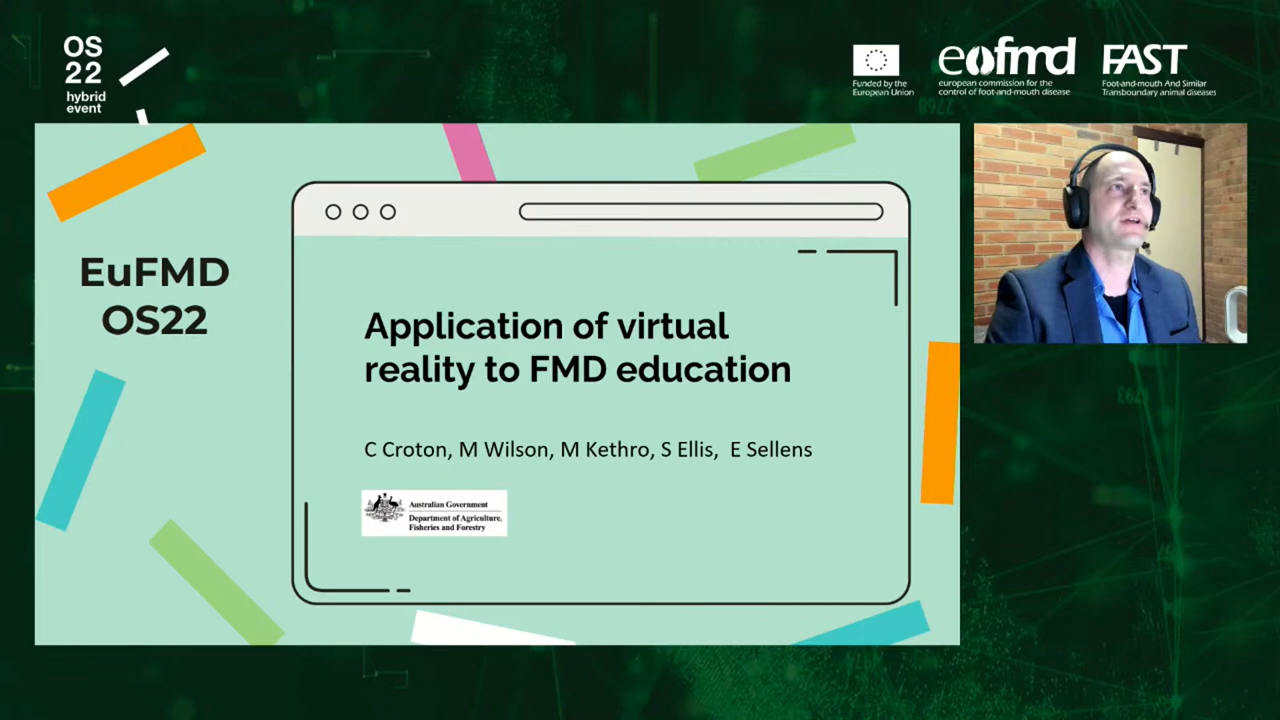 OS
22
hybrid
event
Funded by the
European Union
eofmd
european commission for the
control of foot-and-mouth disease
FAST
Foot-and-mouth And Similar
Transboundary animal diseases
EuFMD
OS22
Application of virtual
reality to FMD education
C Croton, M Wilson, M Kethro, S Ellis, E Sellens
Australian Government
Department of Agriculture,
Fisheries and Forestry